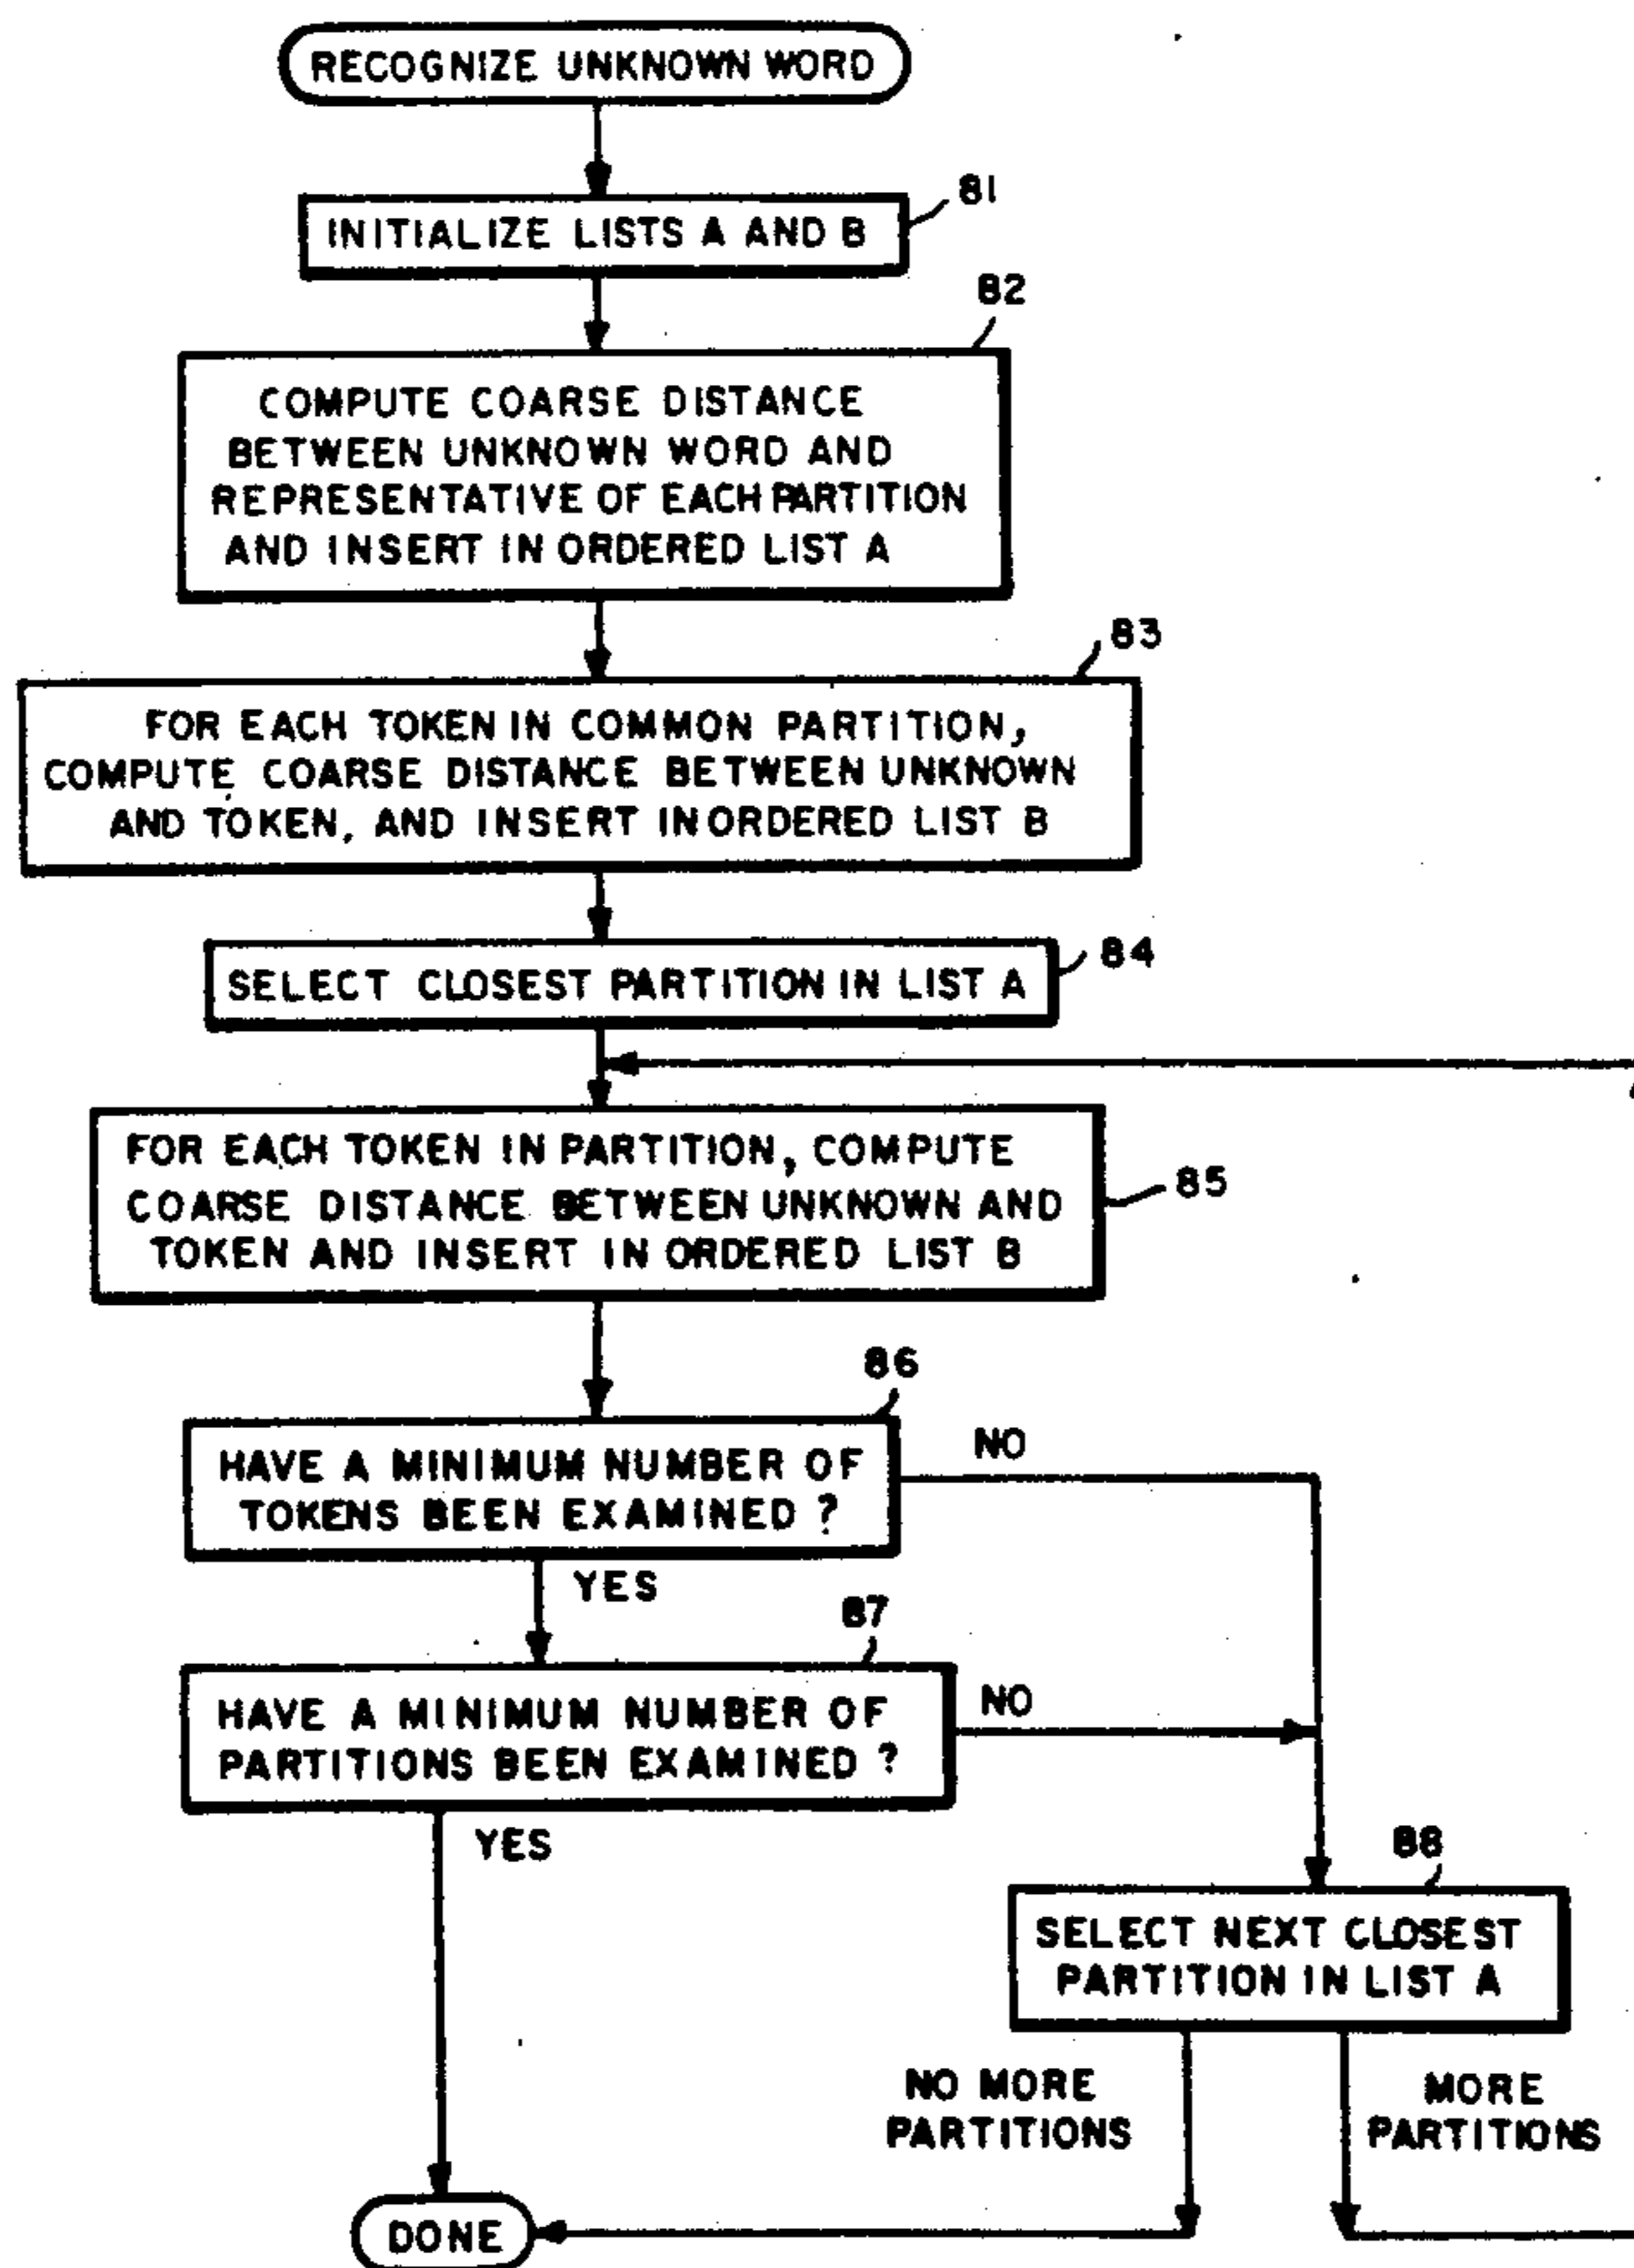 RECOGNIZE UNKNOWN WORD
81
INITIALIZE LISTS A AND B
82
COMPUTE COARSE DISTANCE
BETWEEN UNKNOWN WORD AND
REPRESENTATIVE OF EACH PARTITION
AND INSERT IN ORDERED LIST A
83
FOR EACH TOKEN IN COMMON PARTITION,
COMPUTE COARSE DISTANCE BETWEEN UNKNOWN
AND TOKEN, AND INSERT IN ORDERED LIST B
84
SELECT CLOSEST PARTITION IN LIST A
FOR EACH TOKEN IN PARTITION, COMPUTE
COARSE DISTANCE BETWEEN UNKNOWN AND
TOKEN AND INSERT IN ORDERED LIST B
85
86
HAVE A MINIMUM NUMBER OF
TOKENS BEEN EXAMINED ?
NO
YES
87
HAVE A MINIMUM NUMBER OF
PARTITIONS BEEN EXAMINED ?
NO
YES
88
SELECT NEXT CLOSEST
PARTITION IN LIST A
NO MORE
PARTITIONS
MORE
PARTITIONS
DONE